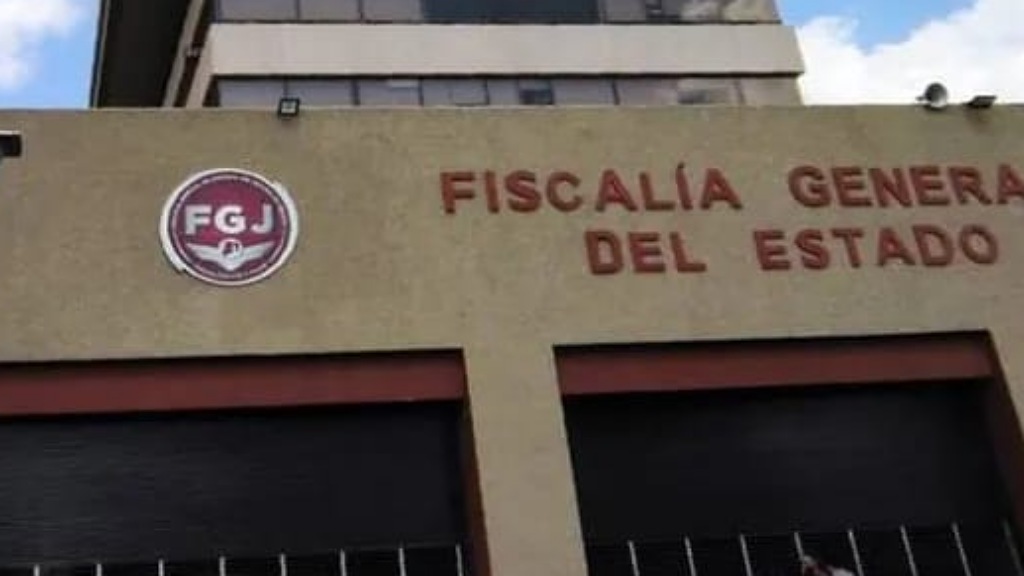 FGJ
FISCALÍA GENERA
DEL ESTADO